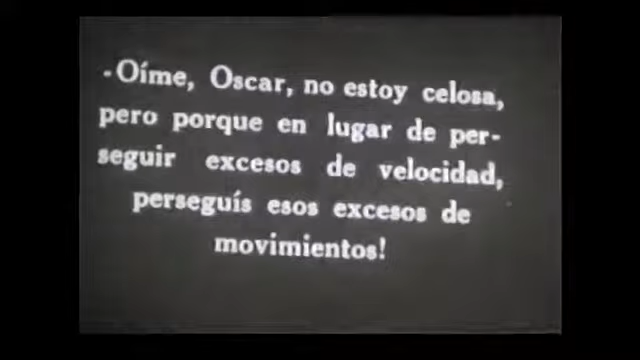 -Oíme, Oscar, no estoy celosa,
pero porque en lugar de per-
seguir excesos de velocidad,
perseguís esos excesos de
movimientos!